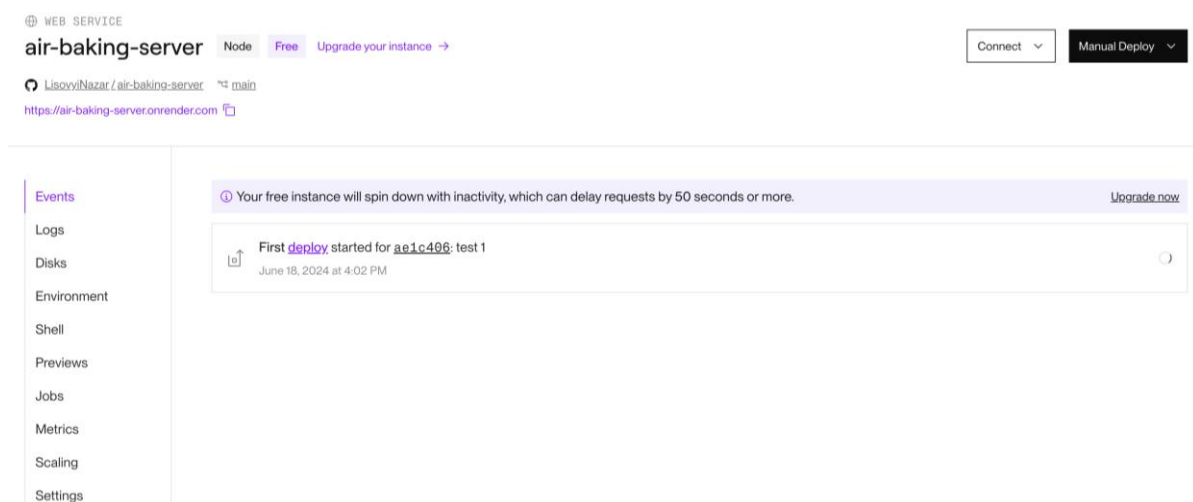 WEB SERVICE
air-baking-server Node Free Upgrade your instance →
Connect
Manual Deploy
LisovyiNazar / air-baking-server main
https://air-baking-server.onrender.com
Events
Logs
Disks
Environment
Shell
Previews
Jobs
Metrics
Scaling
Settings
Your free instance will spin down with inactivity, which can delay requests by 50 seconds or more.
Upgrade now
First deploy started for ae1c406: test 1
June 18, 2024 at 4:02 PM